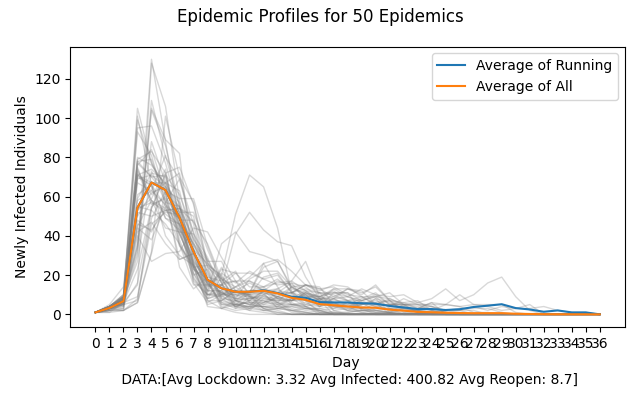 Epidemic Profiles for 50 Epidemics
Newly Infected Individuals
120
100
80
60
40
20
0
Average of Running
Average of All
0 1 2 3 4 5 6 7 8 9 10 11 12 13 14 15 16 17 18 19 20 21 22 23 24 25 26 27 28 29 30 31 32 33 34 35 36
Day
DATA:[Avg Lockdown: 3.32 Avg Infected: 400.82 Avg Reopen: 8.7]